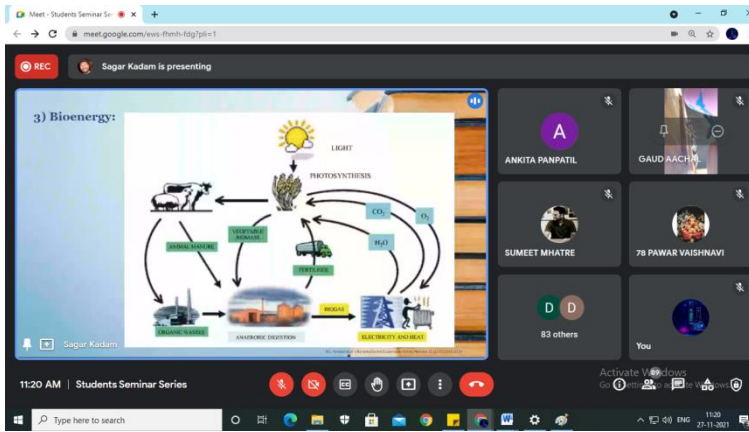 Meet - Students Seminar Se
meet.google.com/ews-fhmh-fdg?pli=1
REC
Sagar Kadam is presenting
3) Bioenergy:
LIGHT
PHOTOSYNTHESIS
CO₂
O₂
H₂O
VEGETABLE BIOMASS
ANIMAL MANURE
FERTILISER
BIOGAS
ORGANIC WASTES
ANAEROBIC DIGESTION
ELECTRICITY AND HEAT
Sagar Kadam
A
ANKITA PANPATIL
GAUD AACHAL
SUMEET MHATRE
78 PAWAR VAISHNAVI
D D
83 others
You
11:20 AM | Students Seminar Series
Activate Windows
89
Type here to search
ENG
11:20
27-11-2021